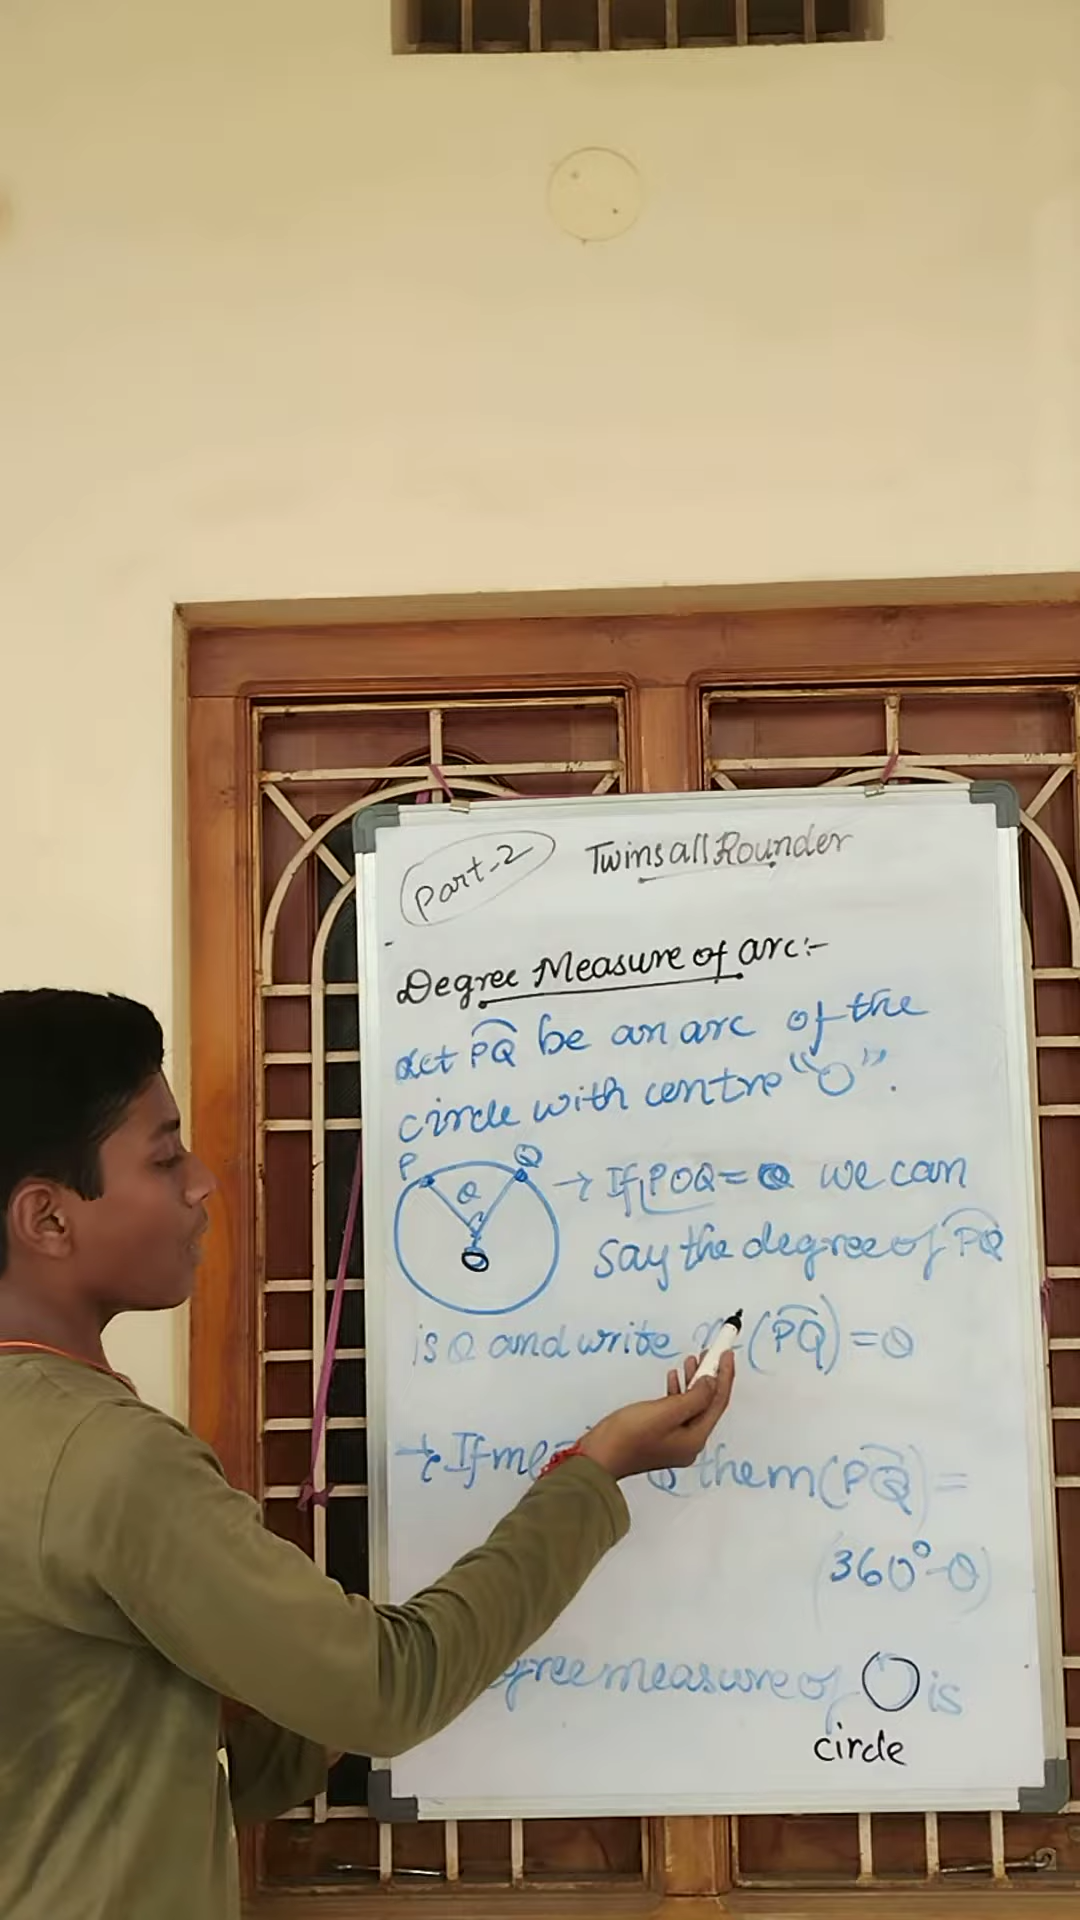 Part-2
Twins all Rounder
Degree Measure of arc:-
Let PQ be an arc of the
circle with centre "O".
P Q
θ
O
→ If ∠POQ = θ we can
say the degree of PQ
is θ and write m (PQ) = θ
→ If m θ then m(PQ) =
(360°-θ)
measure of O is
circle